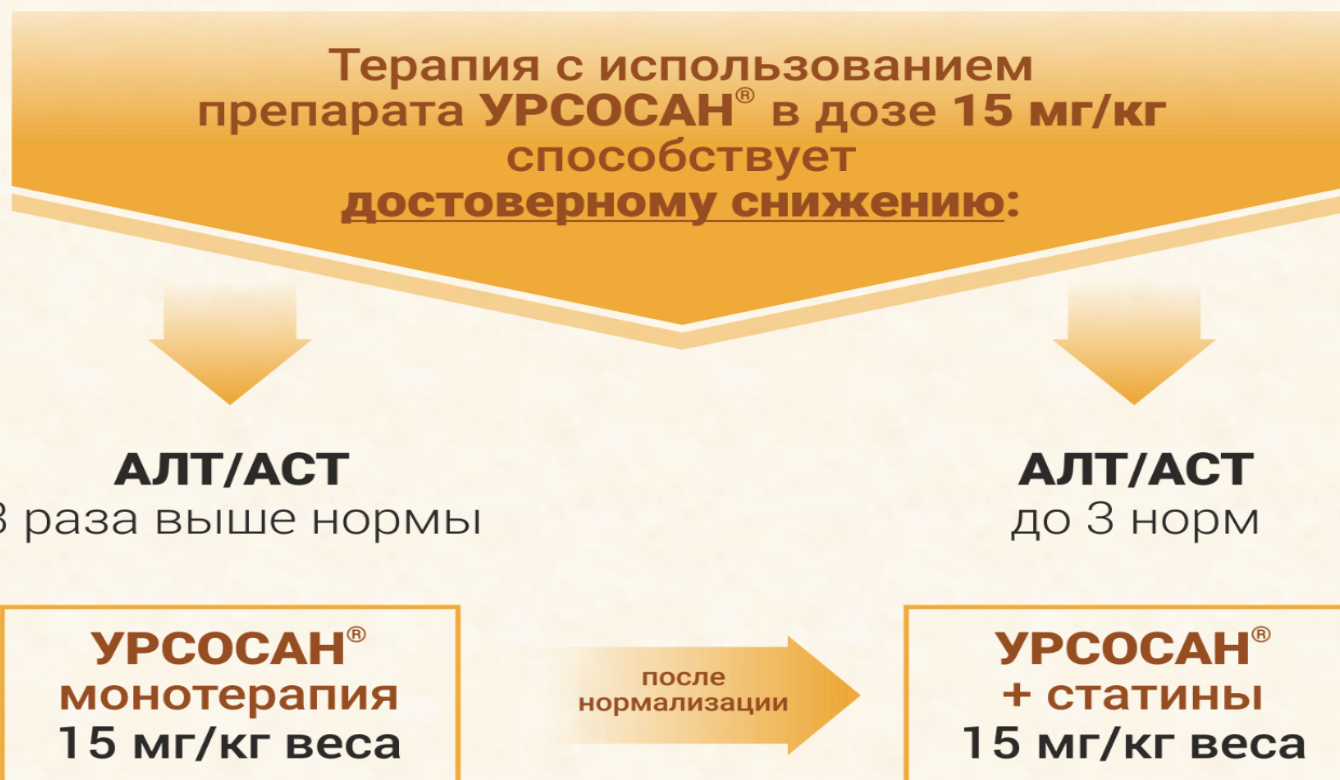 Терапия с использованием
препарата УРСОСАН® в дозе 15 мг/кг
способствует
достоверному снижению:
АЛТ/АСТ
3 раза выше нормы
АЛТ/АСТ
до 3 норм
УРСОСАН®
монотерапия
15 мг/кг веса
после
нормализации
УРСОСАН®
+ статины
15 мг/кг веса